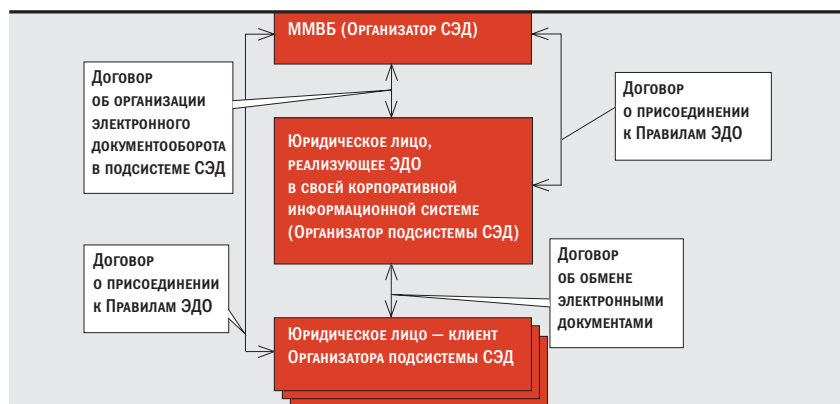 ММВБ (Организатор СЭД)
Договор
об организации
электронного
документооборота
в подсистеме СЭД
Договор
о присоединении
к Правилам ЭДО
Юридическое лицо,
реализующее ЭДО
в своей корпоративной
информационной системе
(Организатор подсистемы СЭД)
Договор
о присоединении
к Правилам ЭДО
Договор
об обмене
электронными
документами
Юридическое лицо — клиент
Организатора подсистемы СЭД